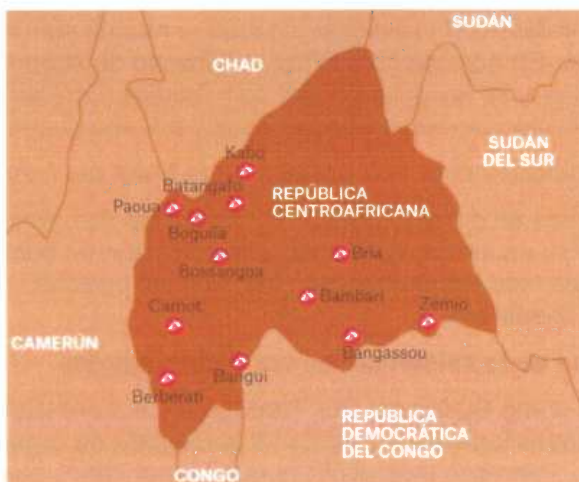 SUDÁN
CHAD
SUDÁN
DEL SUR
Kabo
Batangafo
REPÚBLICA
CENTROAFRICANA
Paoua
Boguila
Bossangoa
Bria
Bambari
Zemio
Carnot
CAMERÚN
Bangassou
Bangui
Berberati
REPÚBLICA
DEMOCRÁTICA
DEL CONGO
CONGO